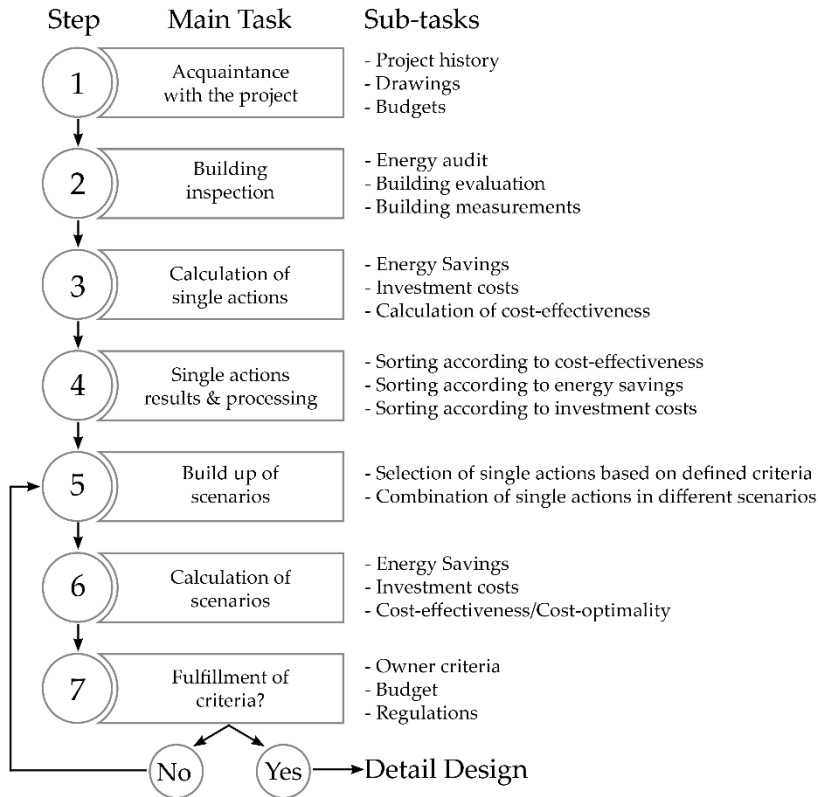 Step Main Task Sub-tasks
1
Acquaintance
with the project
- Project history
- Drawings
- Budgets
2
Building
inspection
- Energy audit
- Building evaluation
- Building measurements
3
Calculation of
single actions
- Energy Savings
- Investment costs
- Calculation of cost-effectiveness
4
Single actions
results & processing
- Sorting according to cost-effectiveness
- Sorting according to energy savings
- Sorting according to investment costs
5
Build up of
scenarios
- Selection of single actions based on defined criteria
- Combination of single actions in different scenarios
6
Calculation of
scenarios
- Energy Savings
- Investment costs
- Cost-effectiveness/Cost-optimality
7
Fulfillment of
criteria?
- Owner criteria
- Budget
- Regulations
No Yes Detail Design